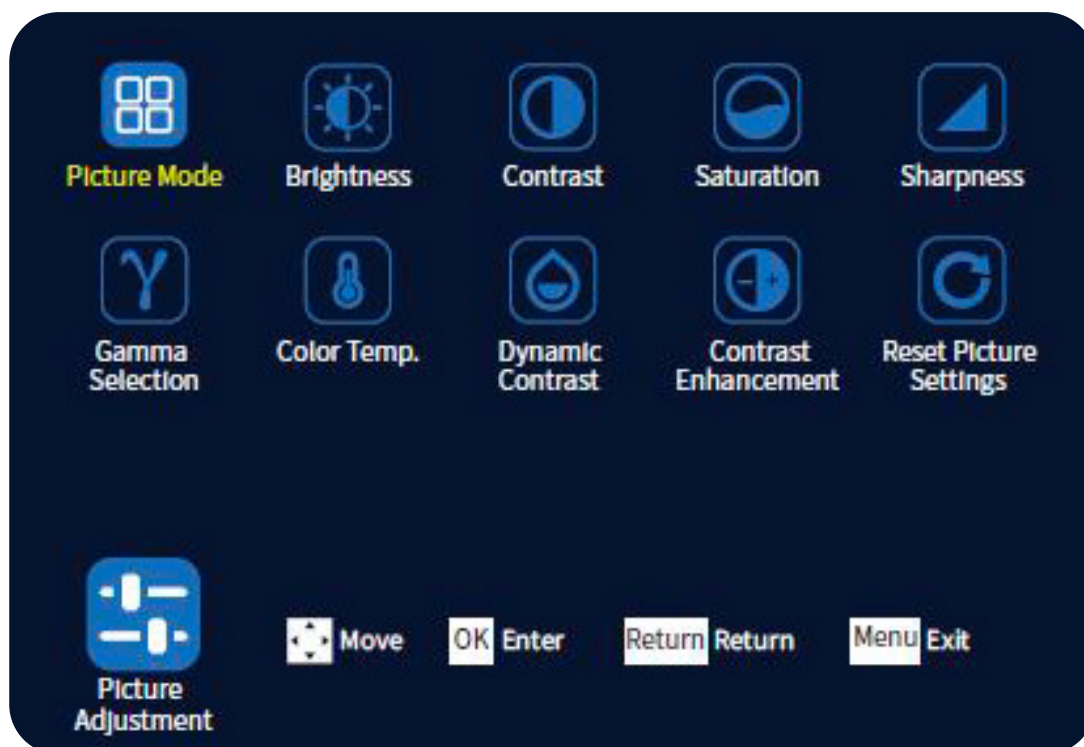 Picture Mode
Brightness
Contrast
Saturation
Sharpness
γ
Gamma
Selection
Color Temp.
Dynamic
Contrast
Contrast
Enhancement
Reset Picture
Settings
Picture
Adjustment
Move
OK Enter
Return Return
Menu Exit